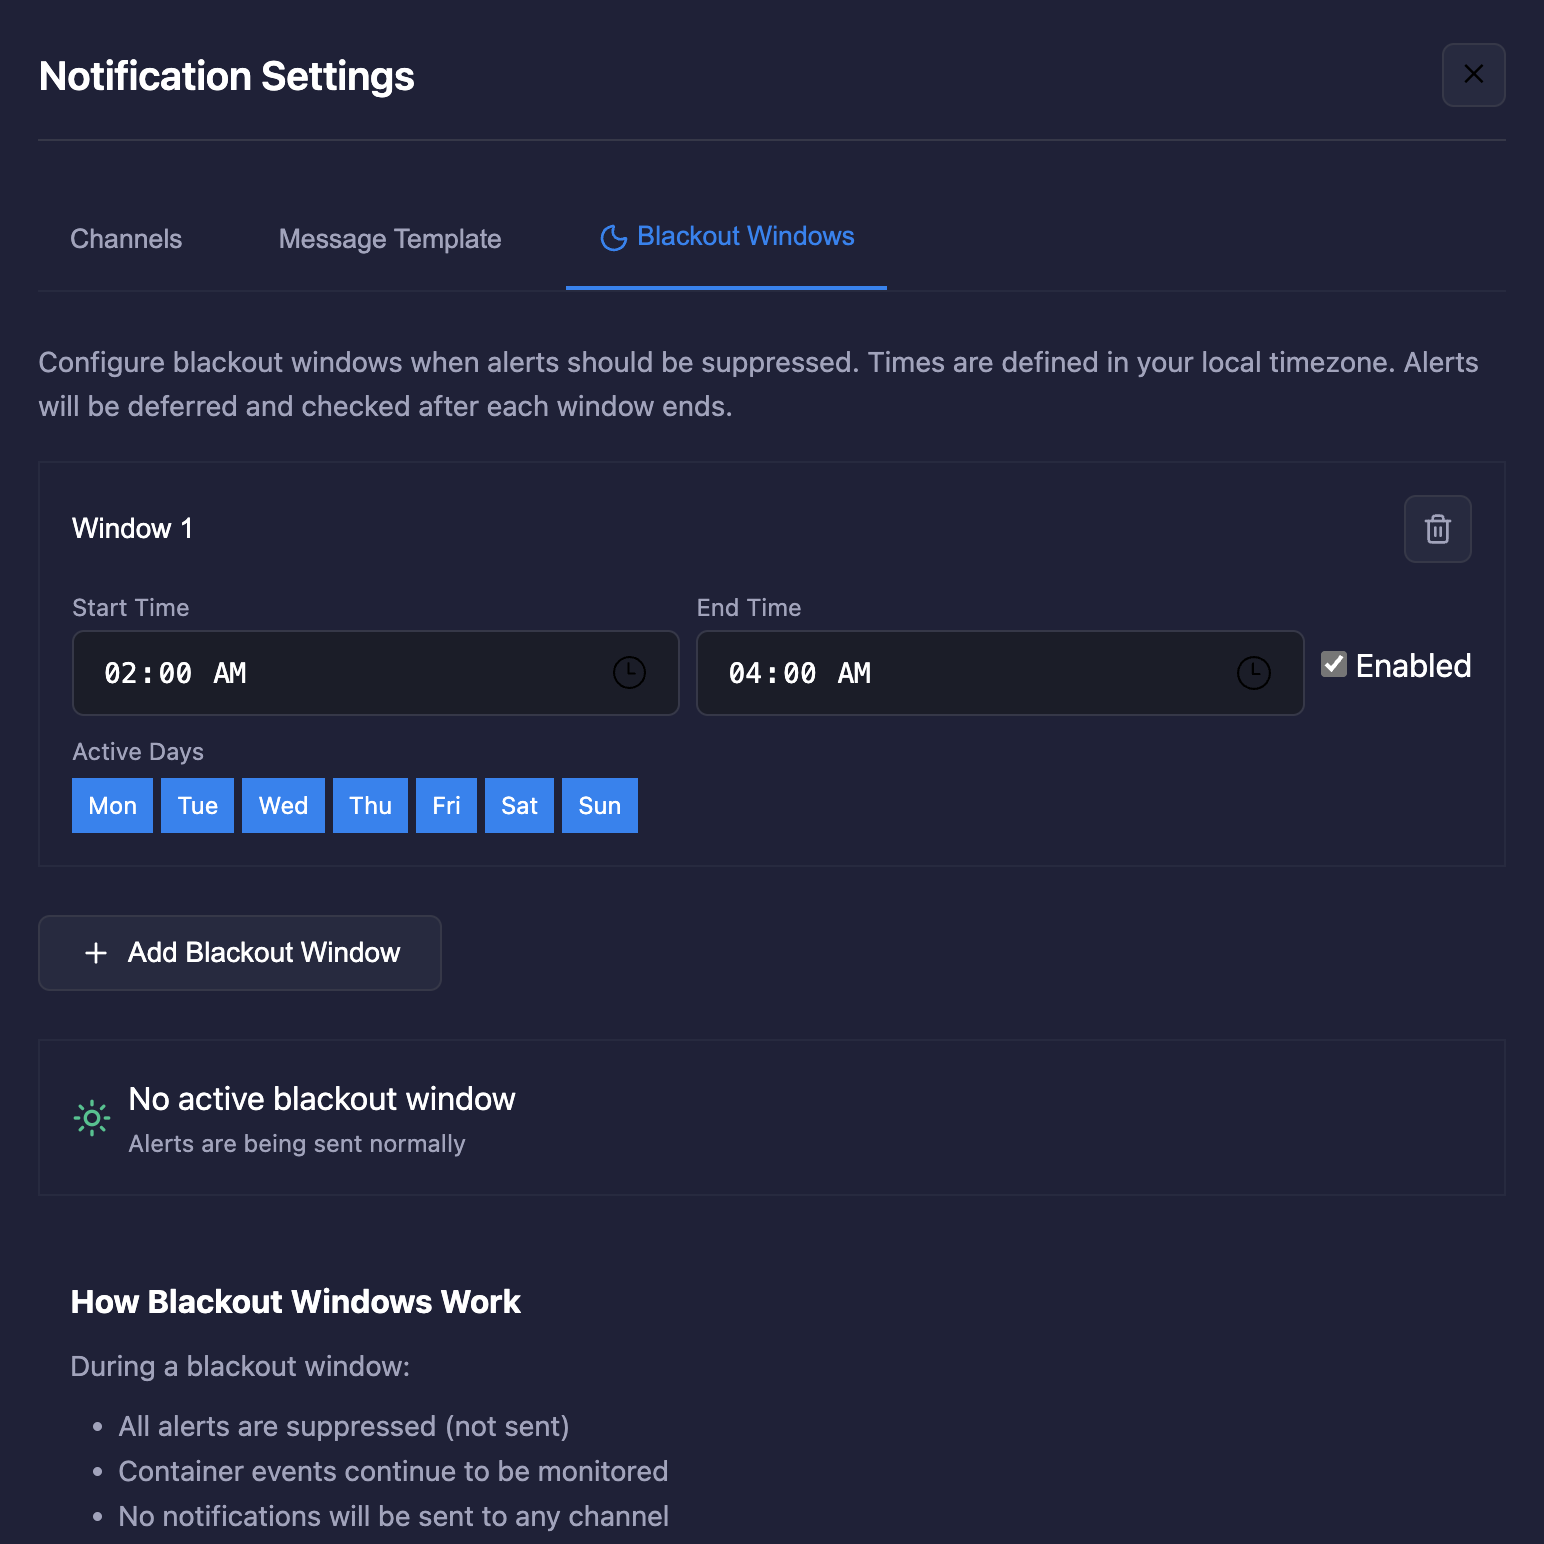 Notification Settings
Channels
Message Template
Blackout Windows
Configure blackout windows when alerts should be suppressed. Times are defined in your local timezone. Alerts
will be deferred and checked after each window ends.
Window 1
Start Time
End Time
02:00 AM
04:00 AM
Enabled
Active Days
Mon Tue Wed Thu Fri Sat Sun
Add Blackout Window
No active blackout window
Alerts are being sent normally
How Blackout Windows Work
During a blackout window:
• All alerts are suppressed (not sent)
• Container events continue to be monitored
• No notifications will be sent to any channel